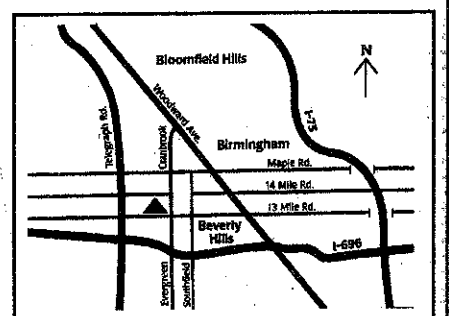 Bloomfield Hills
N
Telegraph Rd.
Woodward Ave.
I-75
Cranbrook
Birmingham
Maple Rd.
14 Mile Rd.
13 Mile Rd.
Beverly
Hills
I-696
Evergreen
Southfield